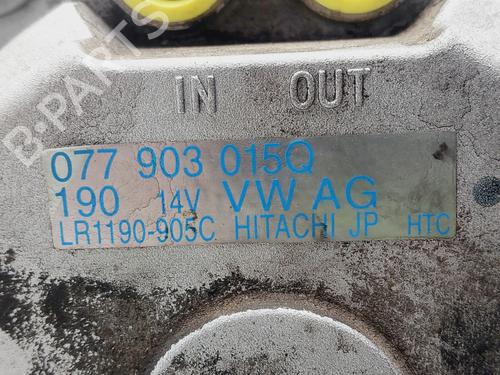 IN OUT
077 903 015Q
190 14V VW AG
LR1190-905C HITACHI JP HTC
B-PARTS